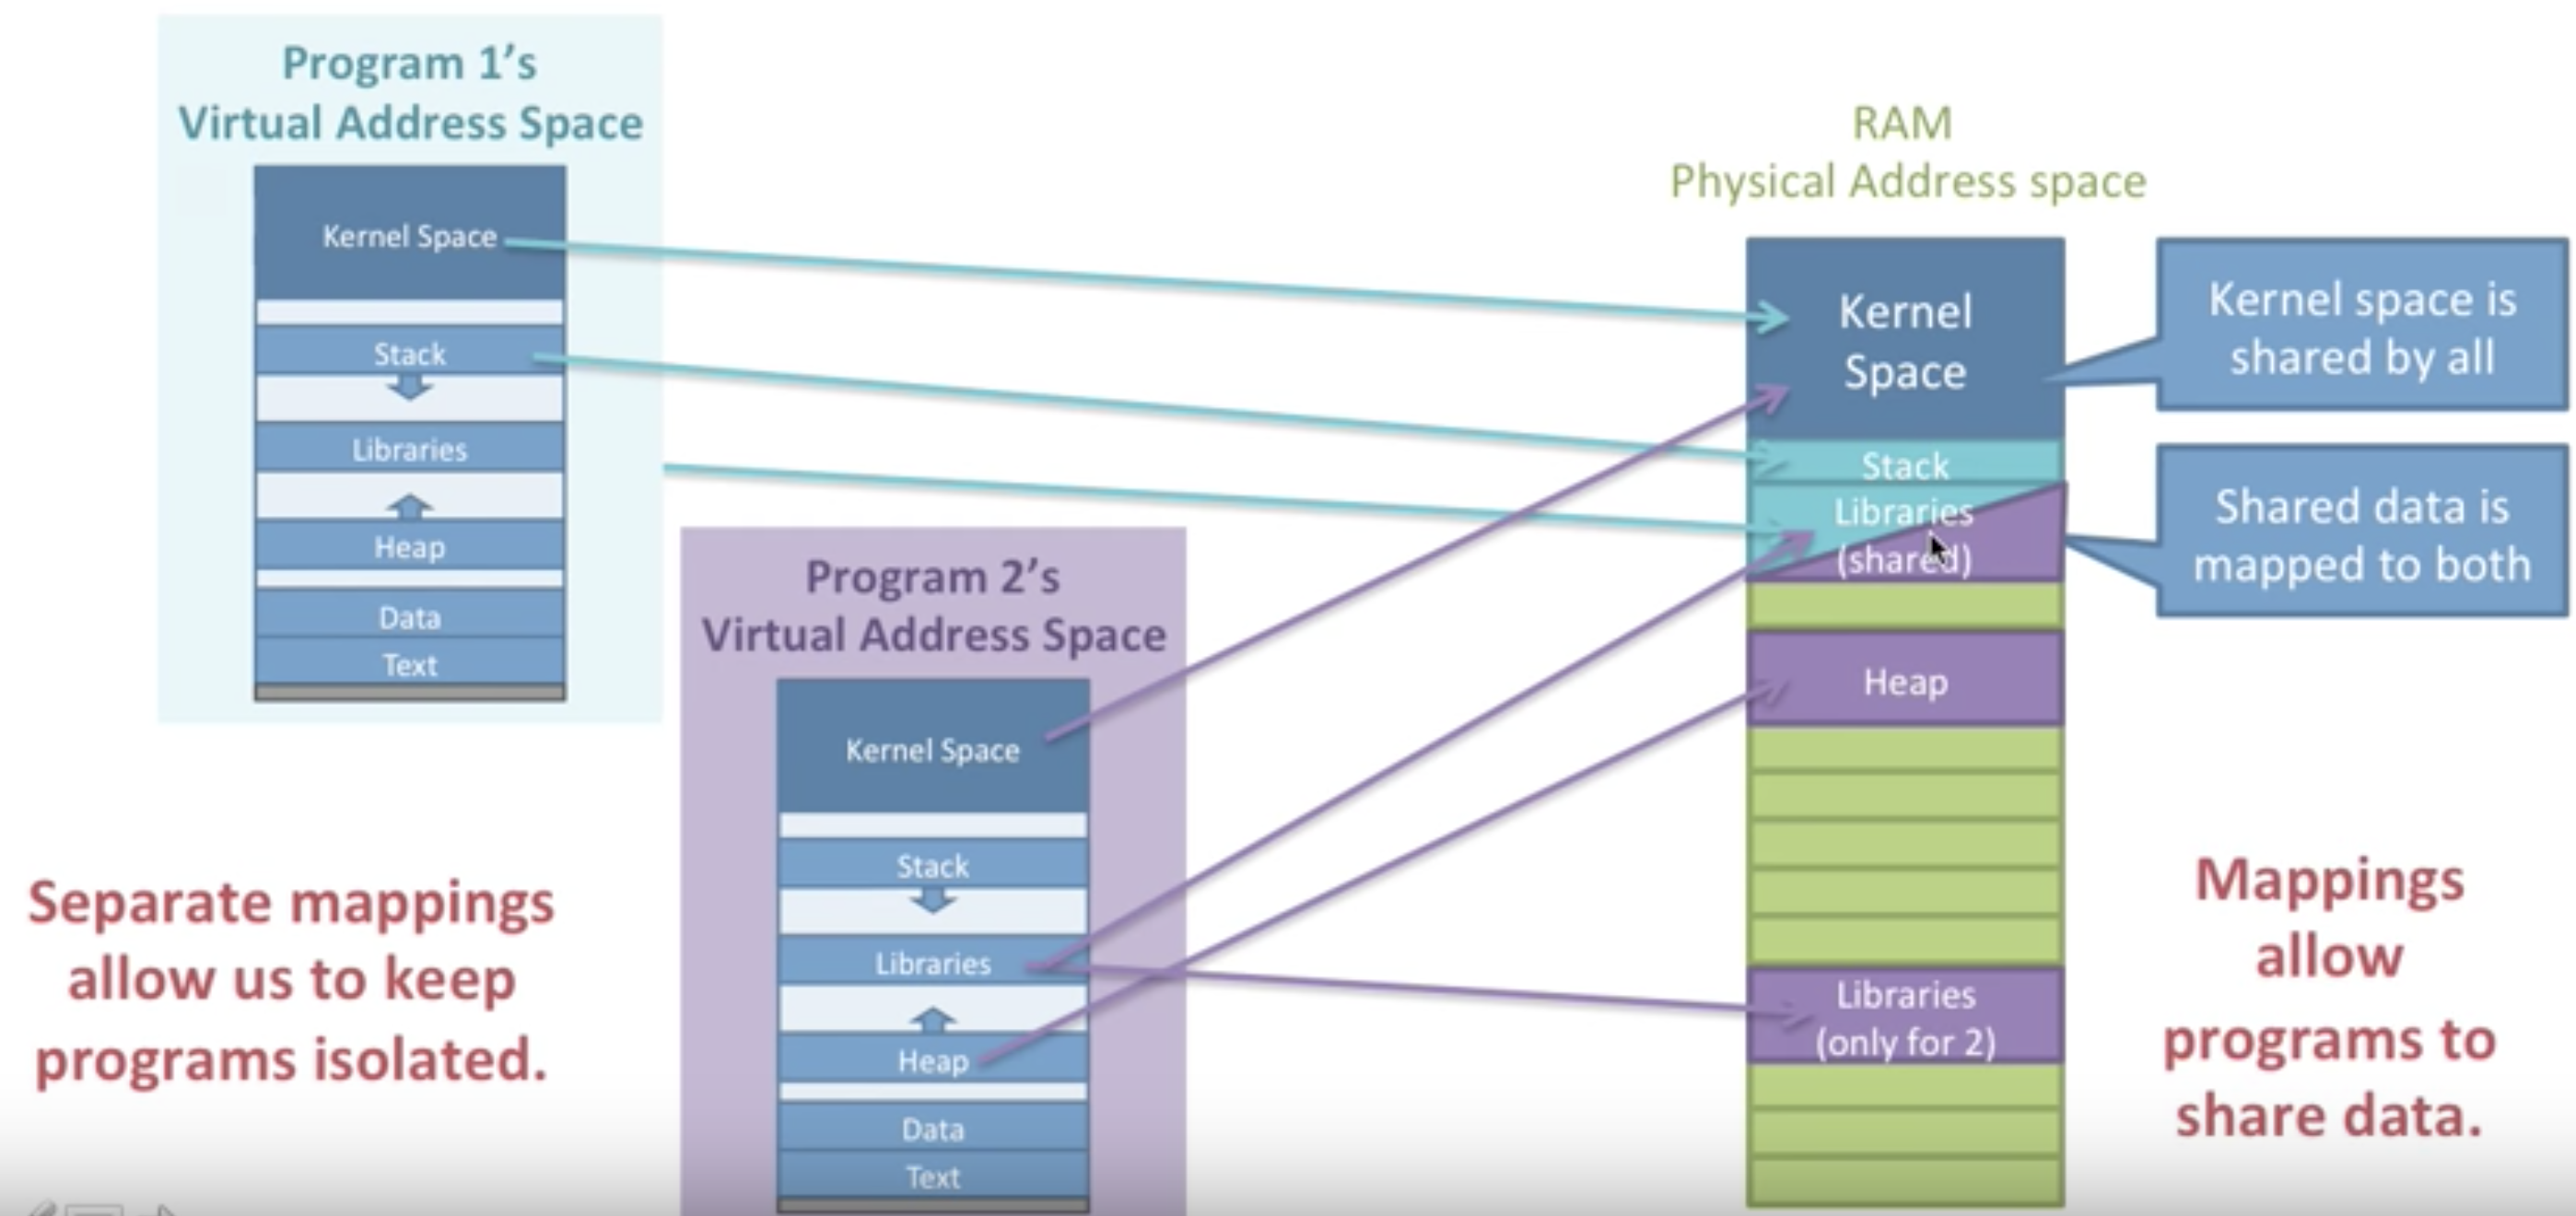 Program 1's
Virtual Address Space
Kernel Space
Stack
Libraries
Heap
Data
Text
Separate mappings
allow us to keep
programs isolated.
Program 2's
Virtual Address Space
Kernel Space
Stack
Libraries
Heap
Data
Text
RAM
Physical Address space
Kernel
Space
Stack
Libraries
(shared)
Heap
Libraries
(only for 2)
Kernel space is
shared by all
Shared data is
mapped to both
Mappings
allow
programs to
share data.